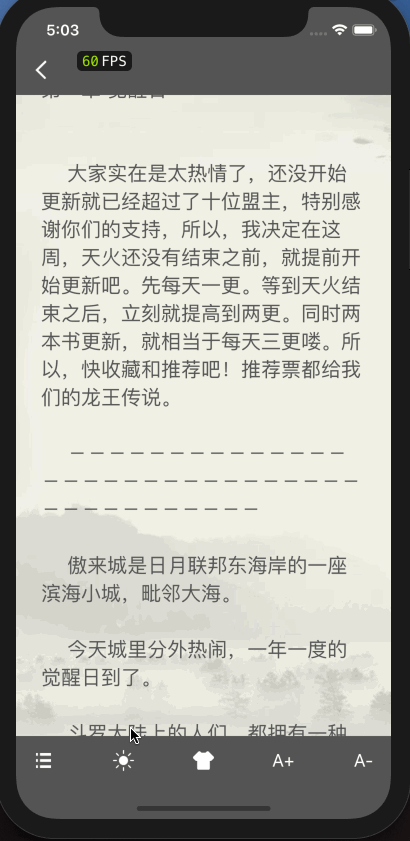 5:03
60 FPS
大家实在是太热情了，还没开始
更新就已经超过了十位盟主，特别感
谢你们的支持，所以，我决定在这
周，天火还没有结束之前，就提前开
始更新吧。先每天一更。等到天火结
束之后，立刻就提高到两更。同时两
本书更新，就相当于每天三更喽。所
以，快收藏和推荐吧！推荐票都给我
们的龙王传说。
－－－－－－－－－－－－－－
－－－－－－－－－－－－－－－－
－－－－－－－－－－－
傲来城是日月联邦东海岸的一座
滨海小城，毗邻大海。
今天城里分外热闹，一年一度的
觉醒日到了。
斗罗大陆上的人们，都拥有一种
A+
A-